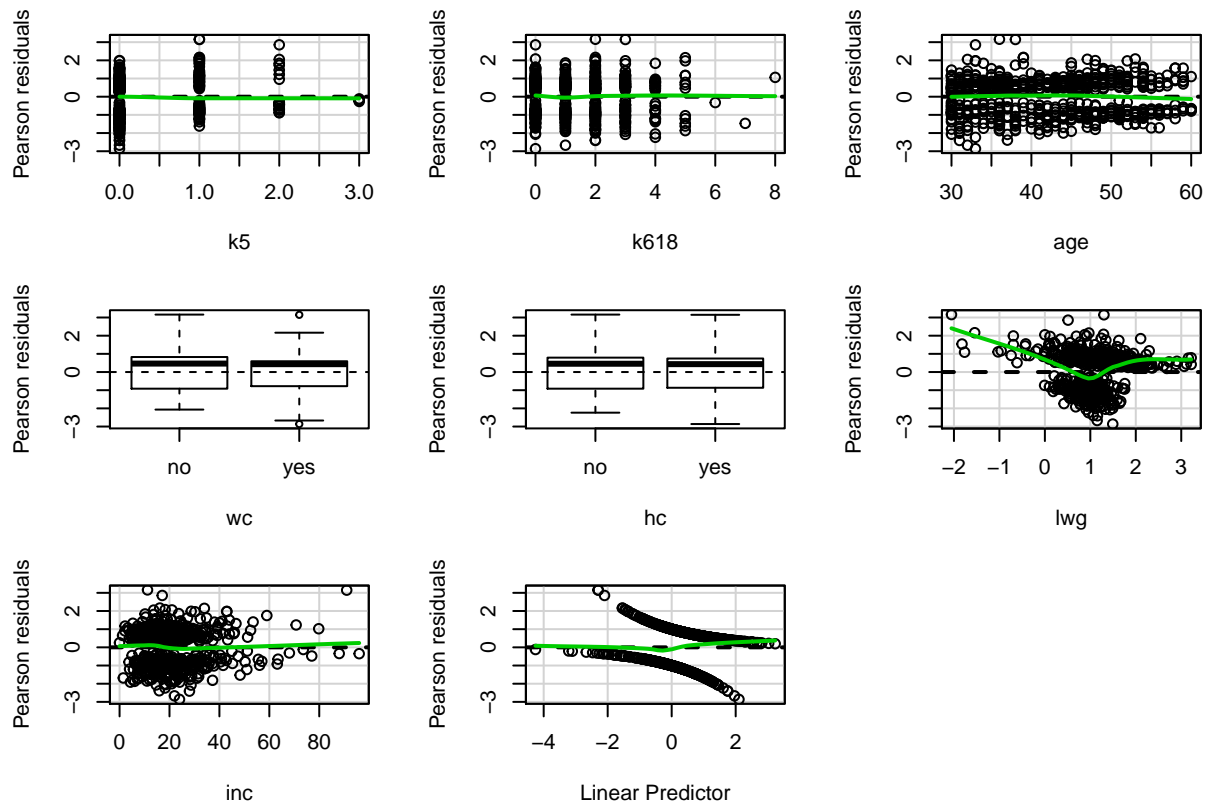 Pearson residuals
2
0
−3
0.0 1.0 2.0 3.0
k5
Pearson residuals
2
0
−3
0 2 4 6 8
k618
Pearson residuals
2
0
−3
30 40 50 60
age
Pearson residuals
2
0
−3
no yes
wc
Pearson residuals
2
0
−3
no yes
hc
Pearson residuals
2
0
−3
−2 −1 0 1 2 3
lwg
Pearson residuals
2
0
−3
0 20 40 60 80
inc
Pearson residuals
2
0
−3
−4 −2 0 2
Linear Predictor